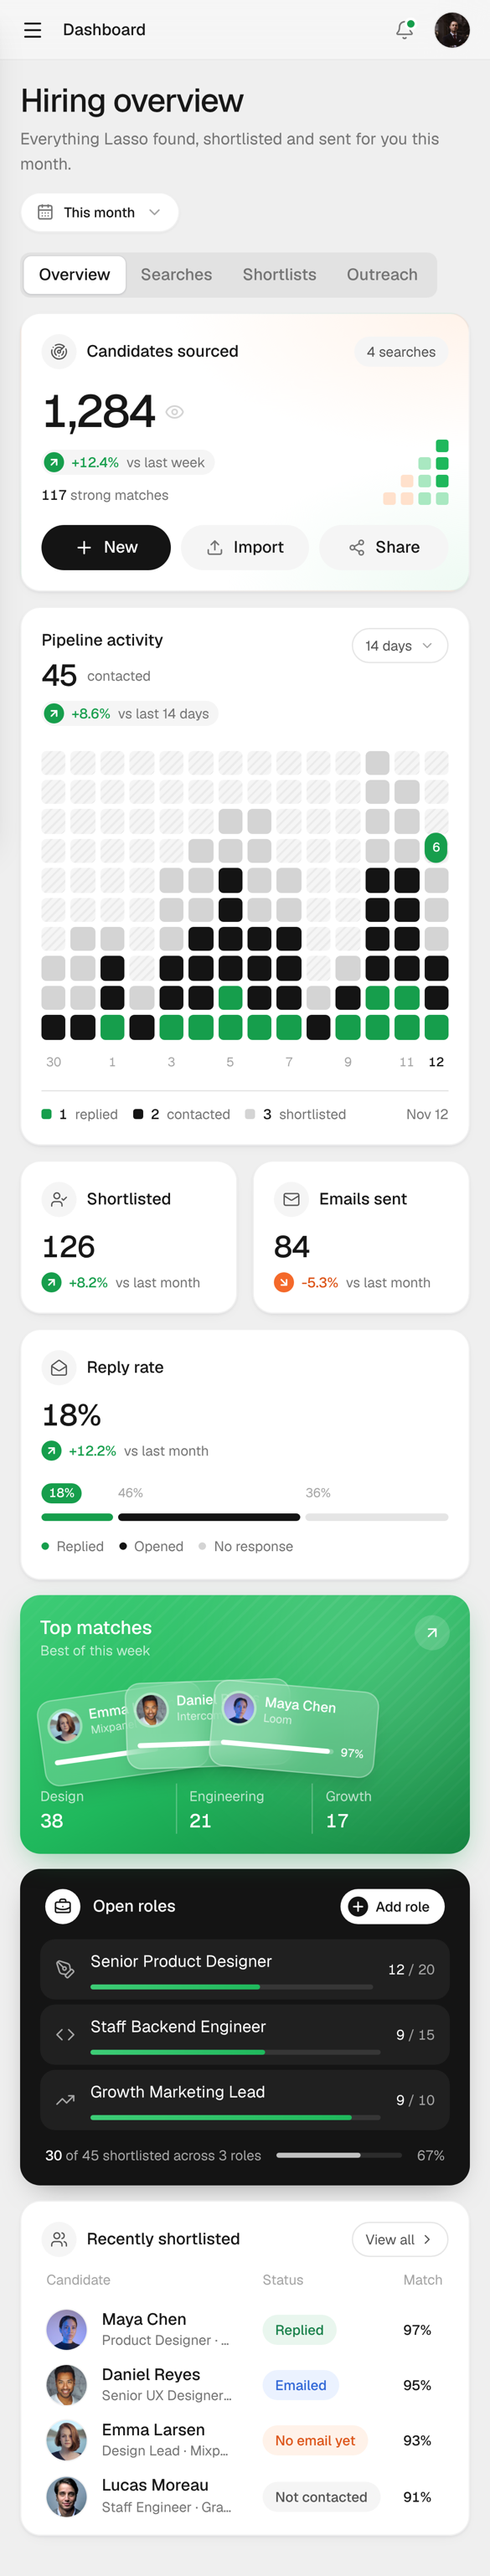 Dashboard
Hiring overview
Everything Lasso found, shortlisted and sent for you this
month.
This month
Overview Searches Shortlists Outreach
Candidates sourced 4 searches
1,284
+12.4% vs last week
117 strong matches
New Import Share
Pipeline activity 14 days
45 contacted
+8.6% vs last 14 days
6
30 1 3 5 7 9 11 12
1 replied 2 contacted 3 shortlisted Nov 12
Shortlisted
126
+8.2% vs last month
Emails sent
84
-5.3% vs last month
Reply rate
18%
+12.2% vs last month
18% 46% 36%
Replied Opened No response
Top matches
Best of this week
Emma
Mixpan
Daniel
Interco
Maya Chen
Loom
97%
Design Engineering Growth
38 21 17
Open roles Add role
Senior Product Designer 12 / 20
Staff Backend Engineer 9 / 15
Growth Marketing Lead 9 / 10
30 of 45 shortlisted across 3 roles 67%
Recently shortlisted View all
Candidate Status Match
Maya Chen
Product Designer · ...
Replied 97%
Daniel Reyes
Senior UX Designer...
Emailed 95%
Emma Larsen
Design Lead · Mixp...
No email yet 93%
Lucas Moreau
Staff Engineer · Gra...
Not contacted 91%